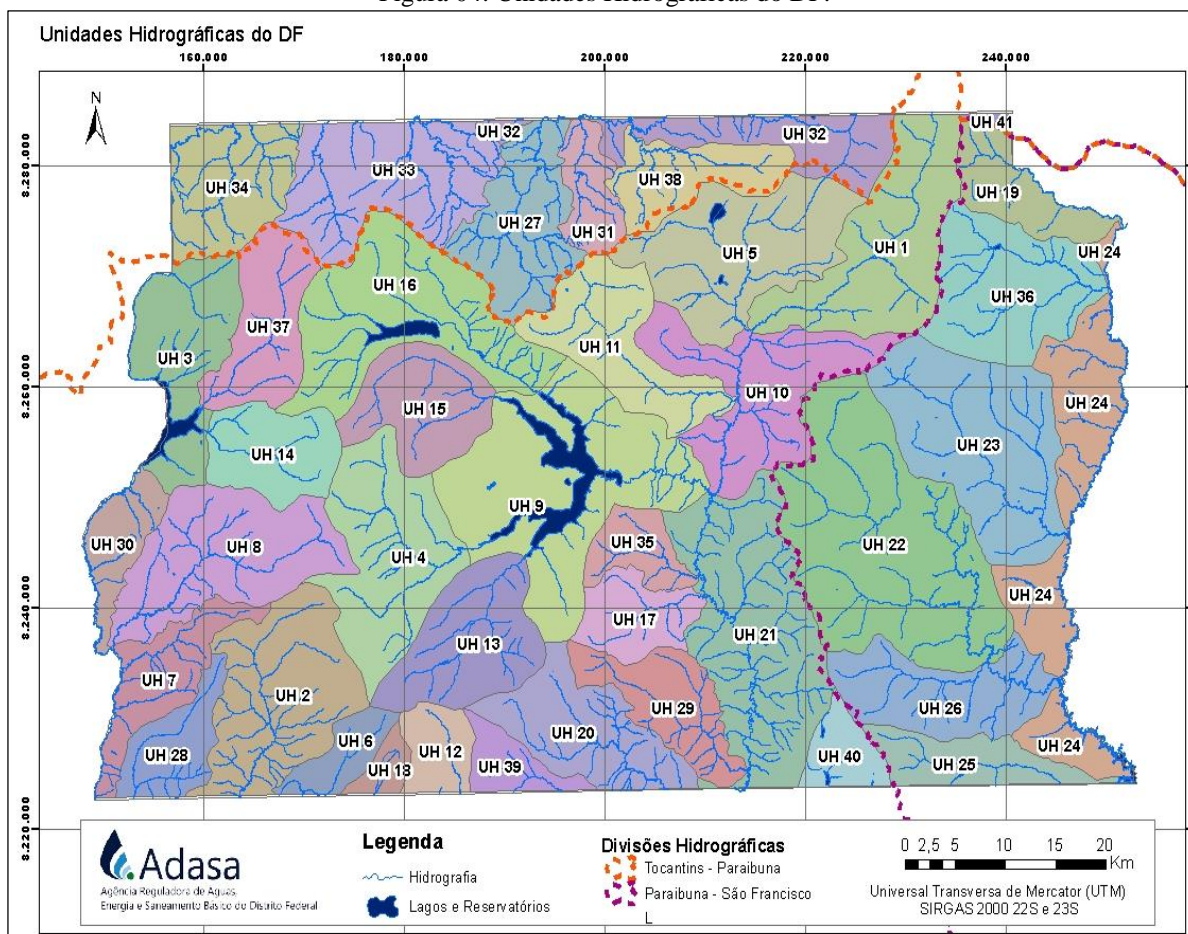 Figura 04. Unidades Hidrográficas do DF.
Unidades Hidrográficas do DF
160.000
180.000
200.000
220.000
240.000
N
8.280.000
8.260.000
8.240.000
8.220.000
UH 41
UH 32
UH 32
UH 33
UH 34
UH 38
UH 19
UH 27
UH 31
UH 5
UH 1
UH 24
UH 16
UH 36
UH 37
UH 11
UH 3
UH 10
UH 15
UH 24
UH 23
UH 14
UH 9
UH 30
UH 8
UH 35
UH 22
UH 4
UH 24
UH 17
UH 21
UH 13
UH 7
UH 2
UH 29
UH 26
UH 20
UH 28
UH 6
UH 12
UH 18
UH 39
UH 40
UH 25
UH 24
Adasa
Agência Reguladora de Águas,
Energia e Saneamento Básico do Distrito Federal
Legenda
Hidrografia
Lagos e Reservatórios
Divisões Hidrográficas
Tocantins - Paraibuna
Paraibuna - São Francisco
L
0 2,5 5 10 15 20
Km
Universal Transversa de Mercator (UTM)
SIRGAS 2000 22S e 23S